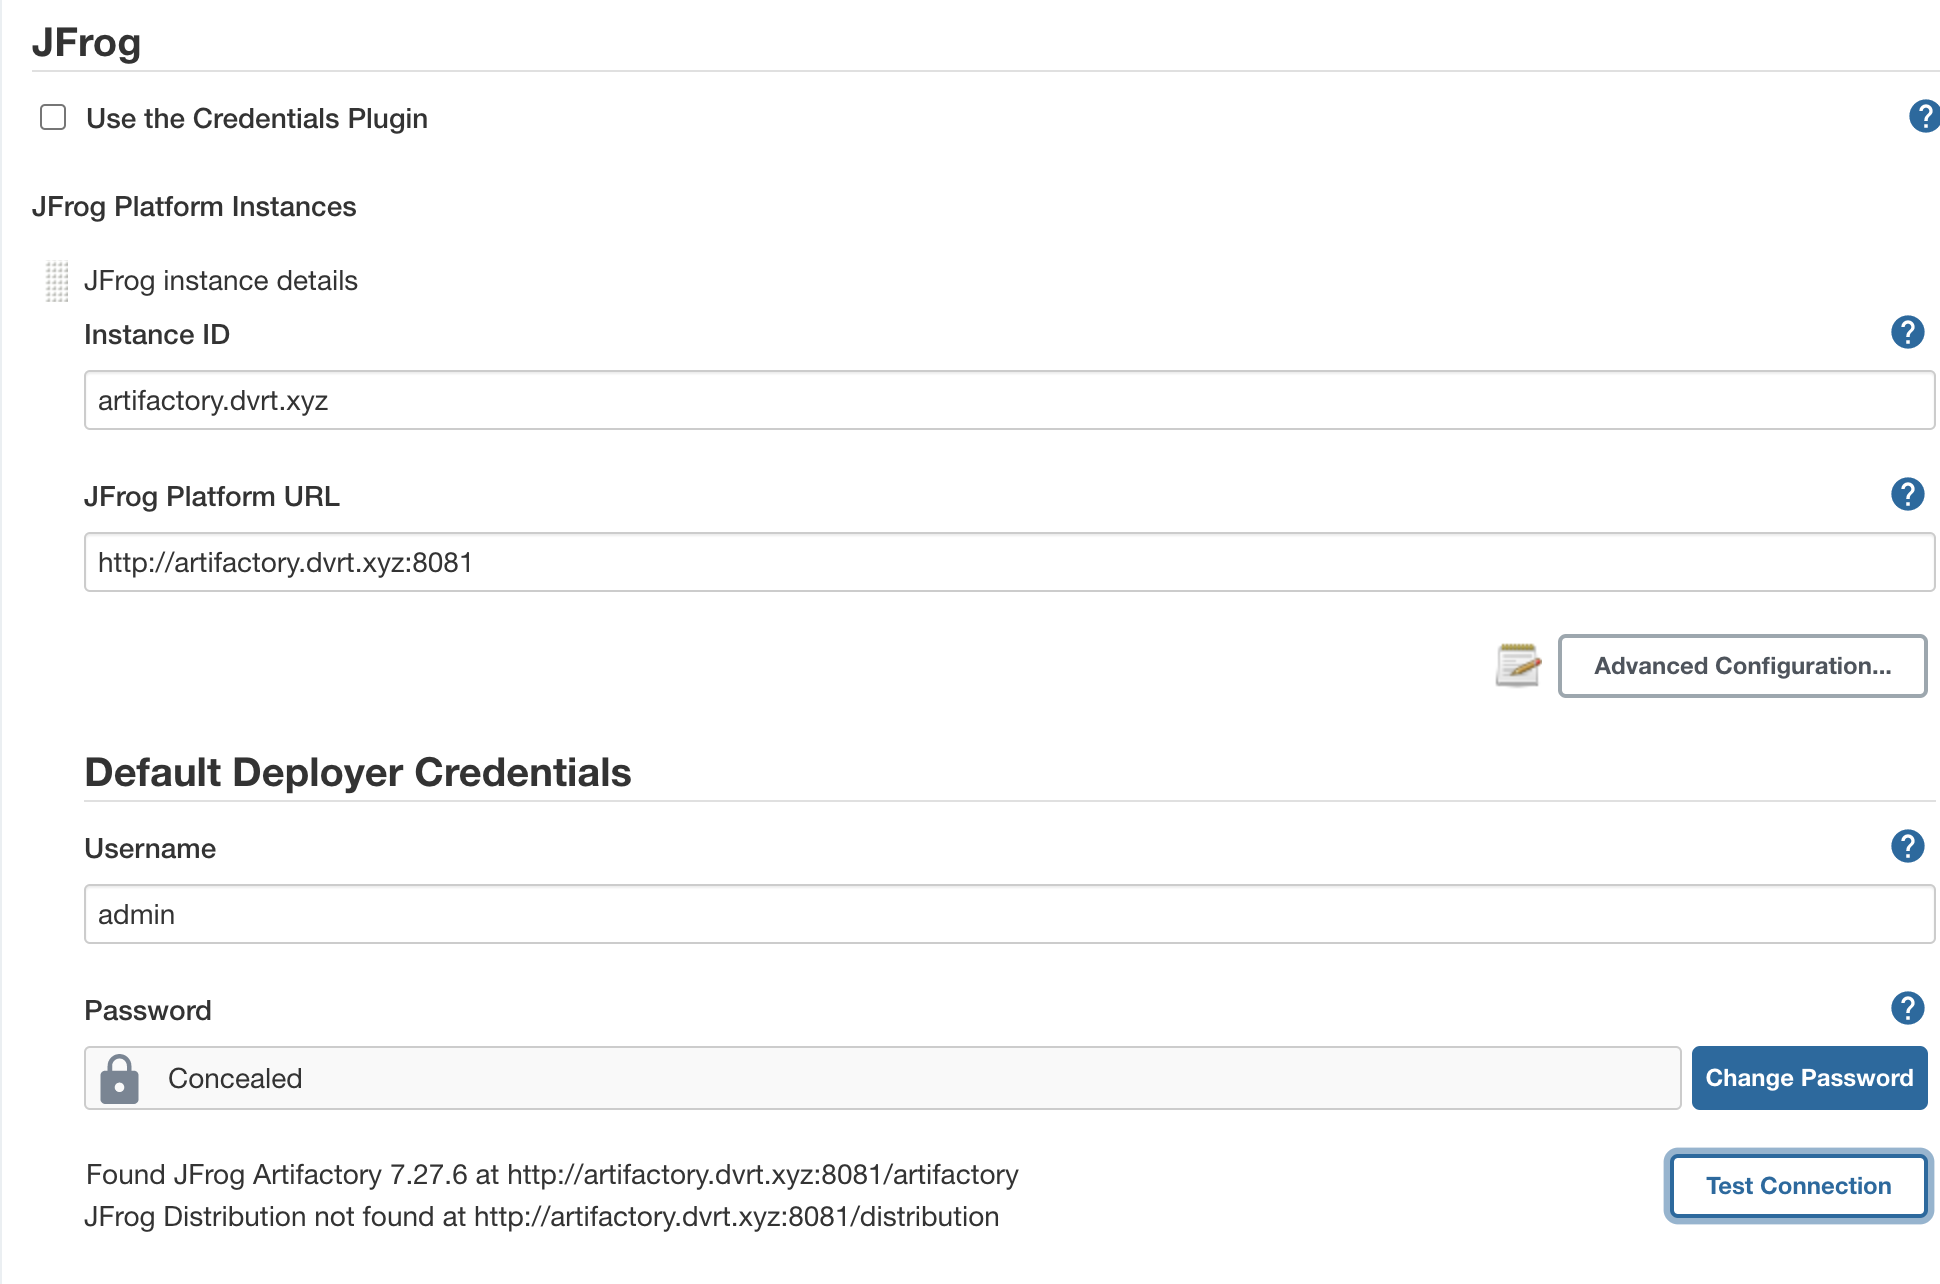 JFrog
Use the Credentials Plugin
?
JFrog Platform Instances
JFrog instance details
Instance ID
?
artifactory.dvrt.xyz
JFrog Platform URL
?
http://artifactory.dvrt.xyz:8081
Advanced Configuration...
Default Deployer Credentials
Username
?
admin
Password
?
Concealed
Change Password
Found JFrog Artifactory 7.27.6 at http://artifactory.dvrt.xyz:8081/artifactory
JFrog Distribution not found at http://artifactory.dvrt.xyz:8081/distribution
Test Connection